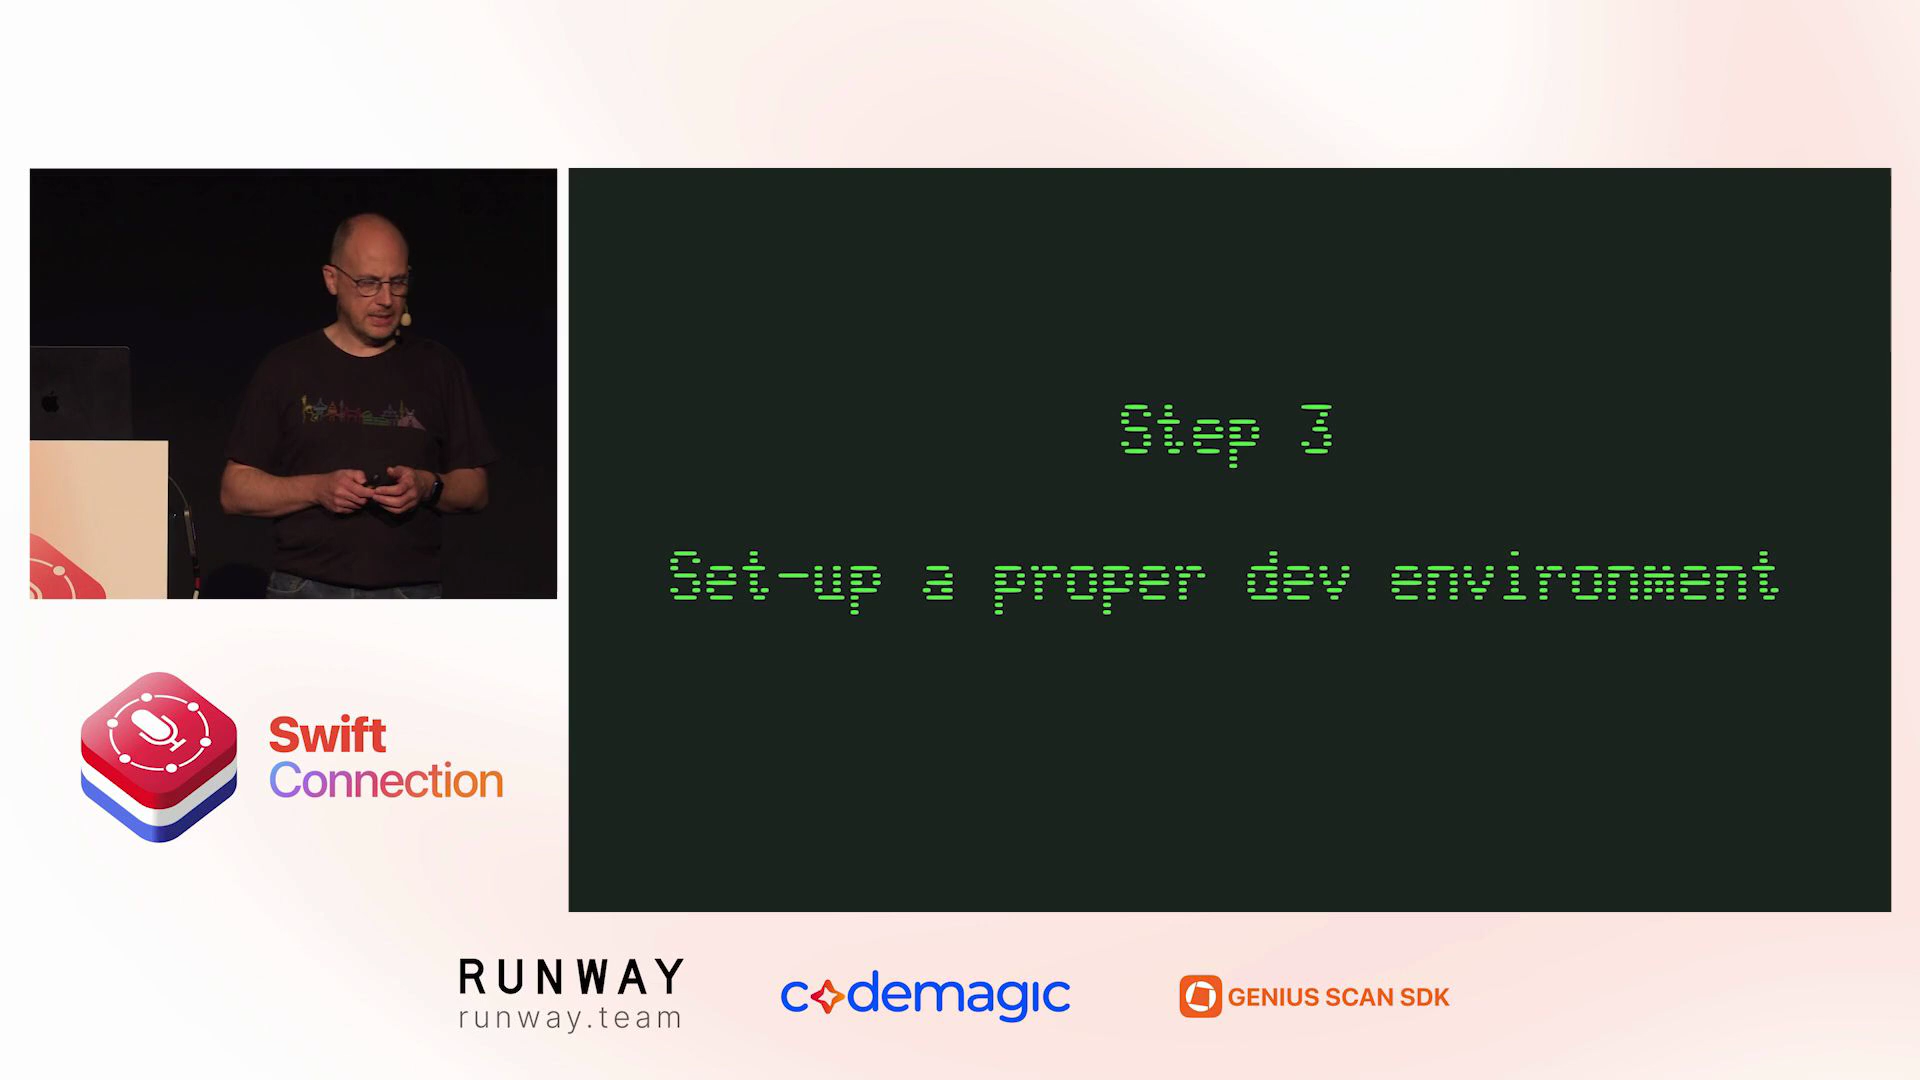 Step 3
Set-up a proper dev environment
Swift
Connection
RUNWAY
runway.team
codemagic
GENIUS SCAN SDK